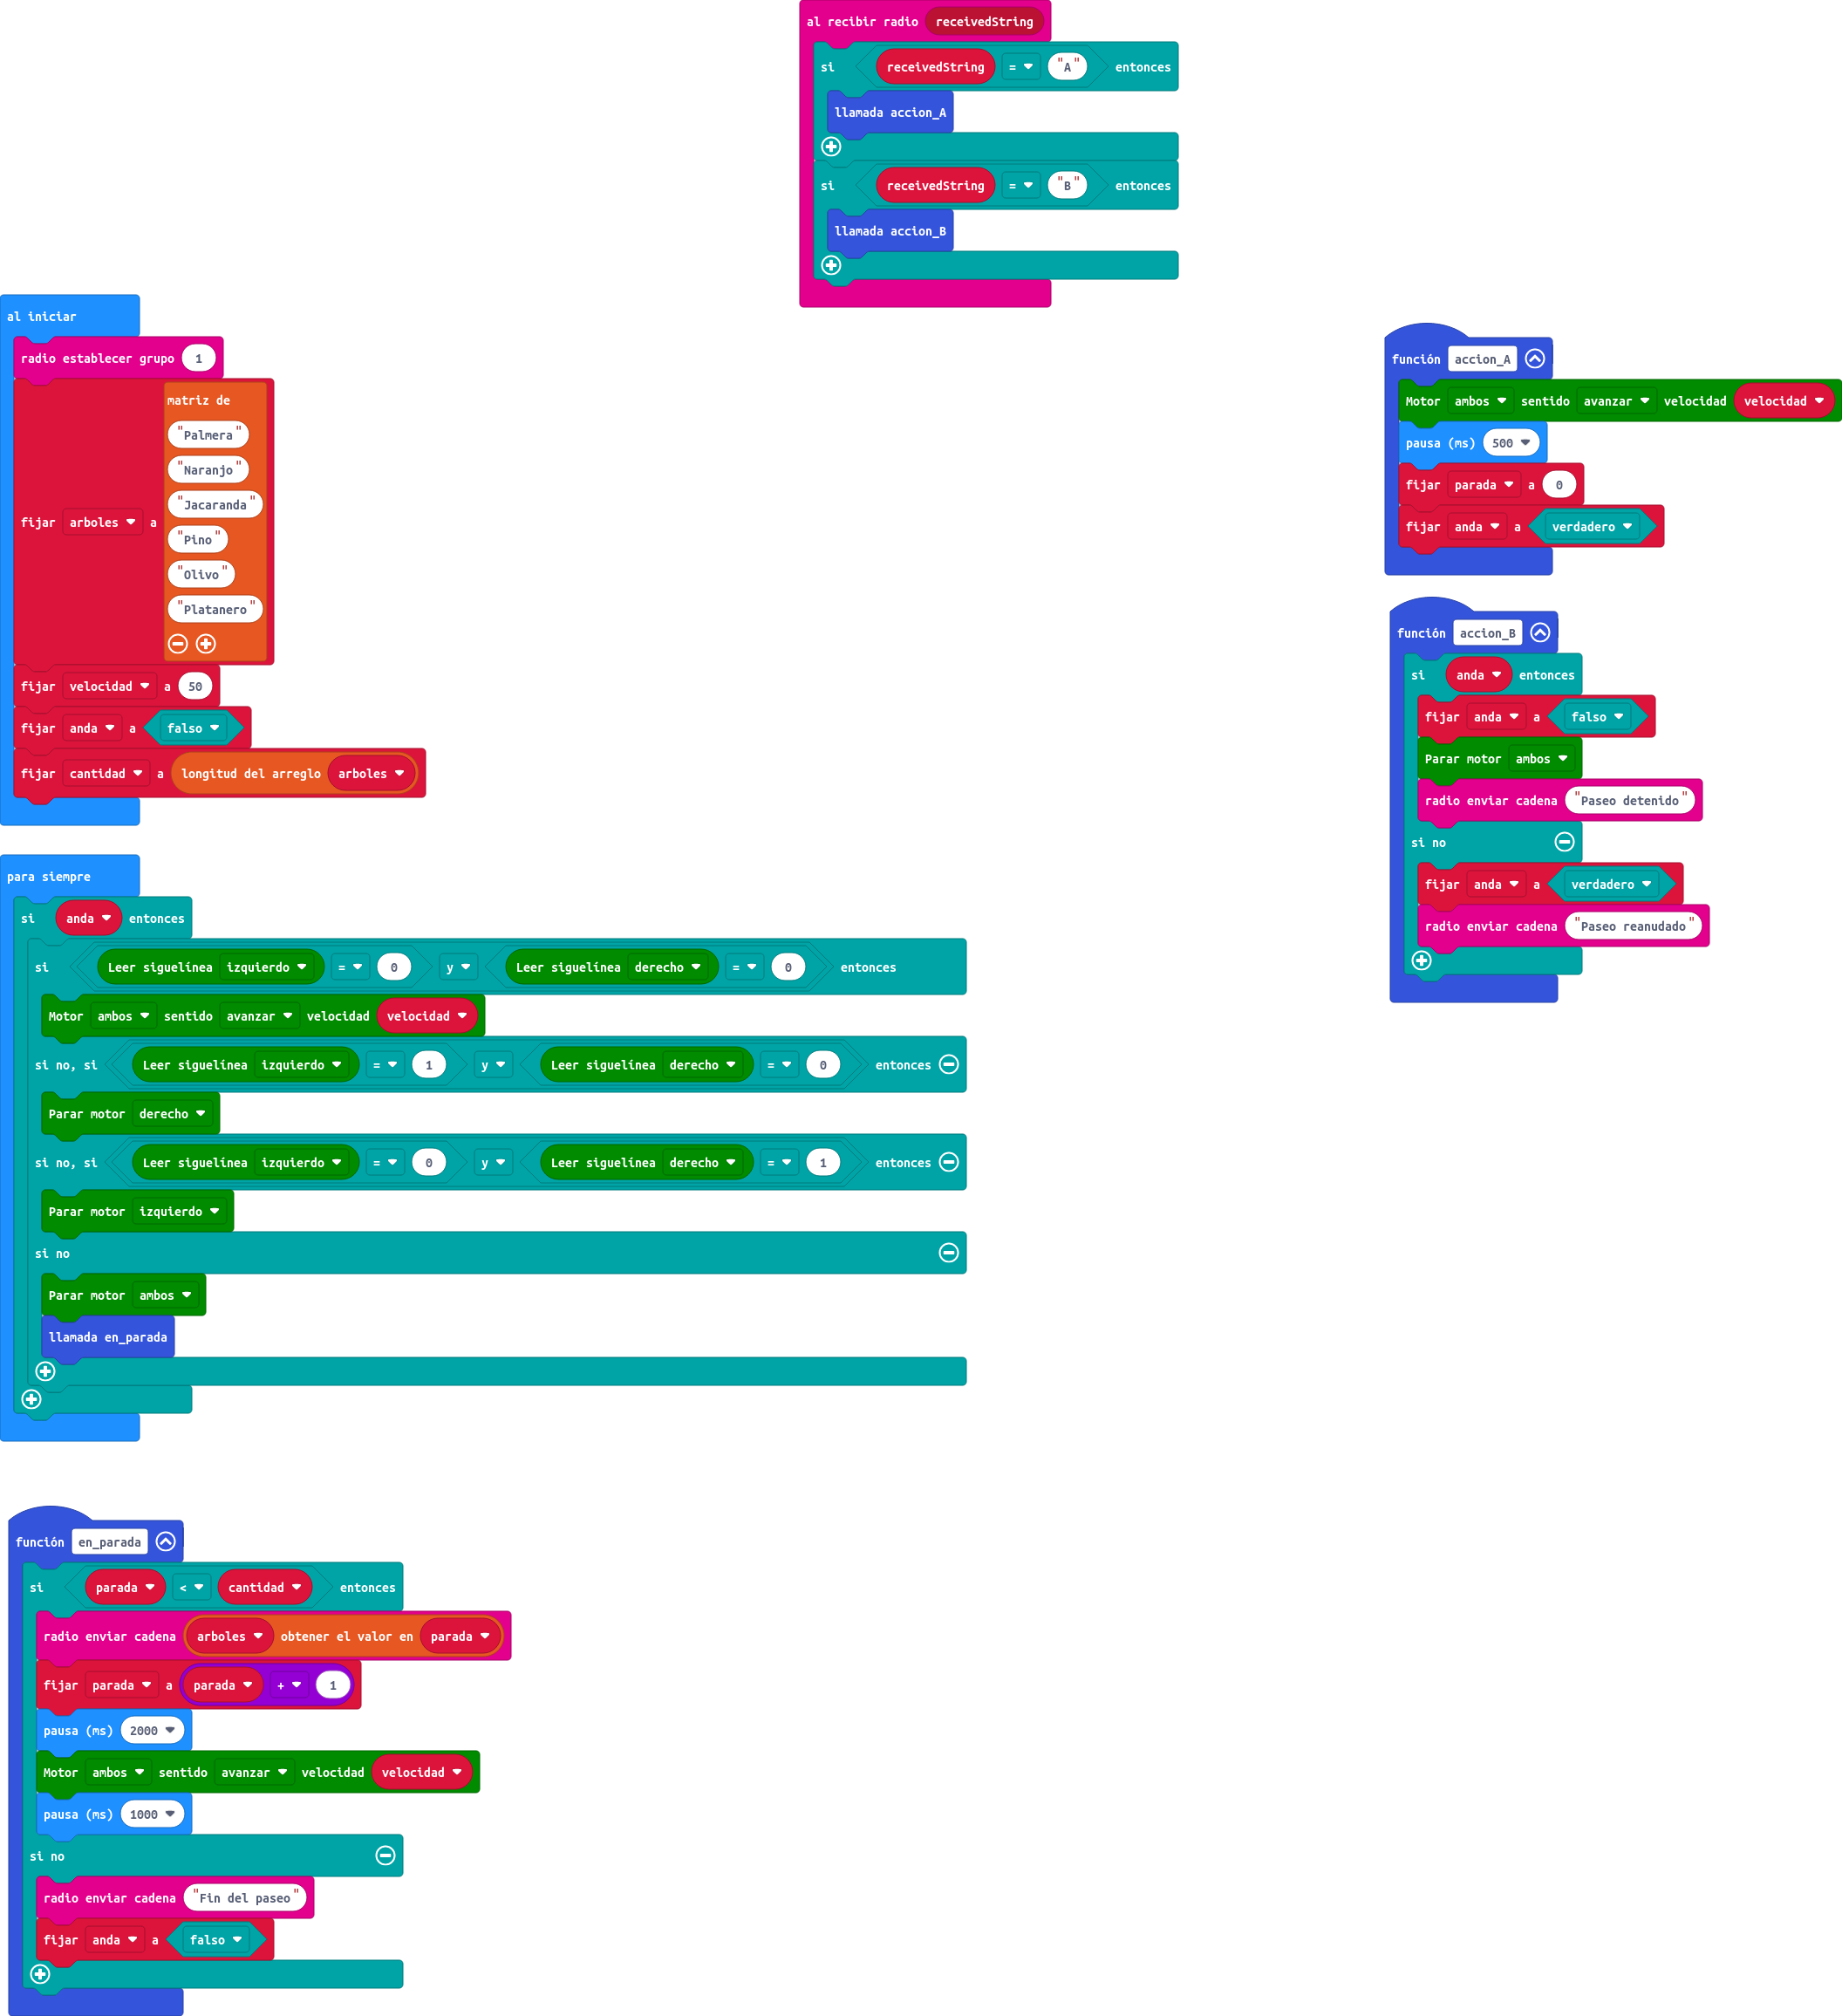 al recibir radio receivedString
si receivedString = "A" entonces
llamada accion_A
si receivedString = "B" entonces
llamada accion_B
al iniciar
radio establecer grupo 1
fijar arboles a
matriz de
"Palmera"
"Naranjo"
"Jacaranda"
"Pino"
"Olivo"
"Platanero"
fijar velocidad a 50
fijar anda a falso
fijar cantidad a longitud del arreglo arboles
función accion_A
Motor ambos sentido avanzar velocidad velocidad
pausa (ms) 500
fijar parada a 0
fijar anda a verdadero
función accion_B
si anda entonces
fijar anda a falso
Parar motor ambos
radio enviar cadena "Paseo detenido"
si no
fijar anda a verdadero
radio enviar cadena "Paseo reanudado"
para siempre
si anda entonces
si Leer siguelínea izquierdo = 0 y Leer siguelínea derecho = 0 entonces
Motor ambos sentido avanzar velocidad velocidad
si no, si Leer siguelínea izquierdo = 1 y Leer siguelínea derecho = 0 entonces
Parar motor derecho
si no, si Leer siguelínea izquierdo = 0 y Leer siguelínea derecho = 1 entonces
Parar motor izquierdo
si no
Parar motor ambos
llamada en_parada
función en_parada
si parada < cantidad entonces
radio enviar cadena arboles obtener el valor en parada
fijar parada a parada + 1
pausa (ms) 2000
Motor ambos sentido avanzar velocidad velocidad
pausa (ms) 1000
si no
radio enviar cadena "Fin del paseo"
fijar anda a falso